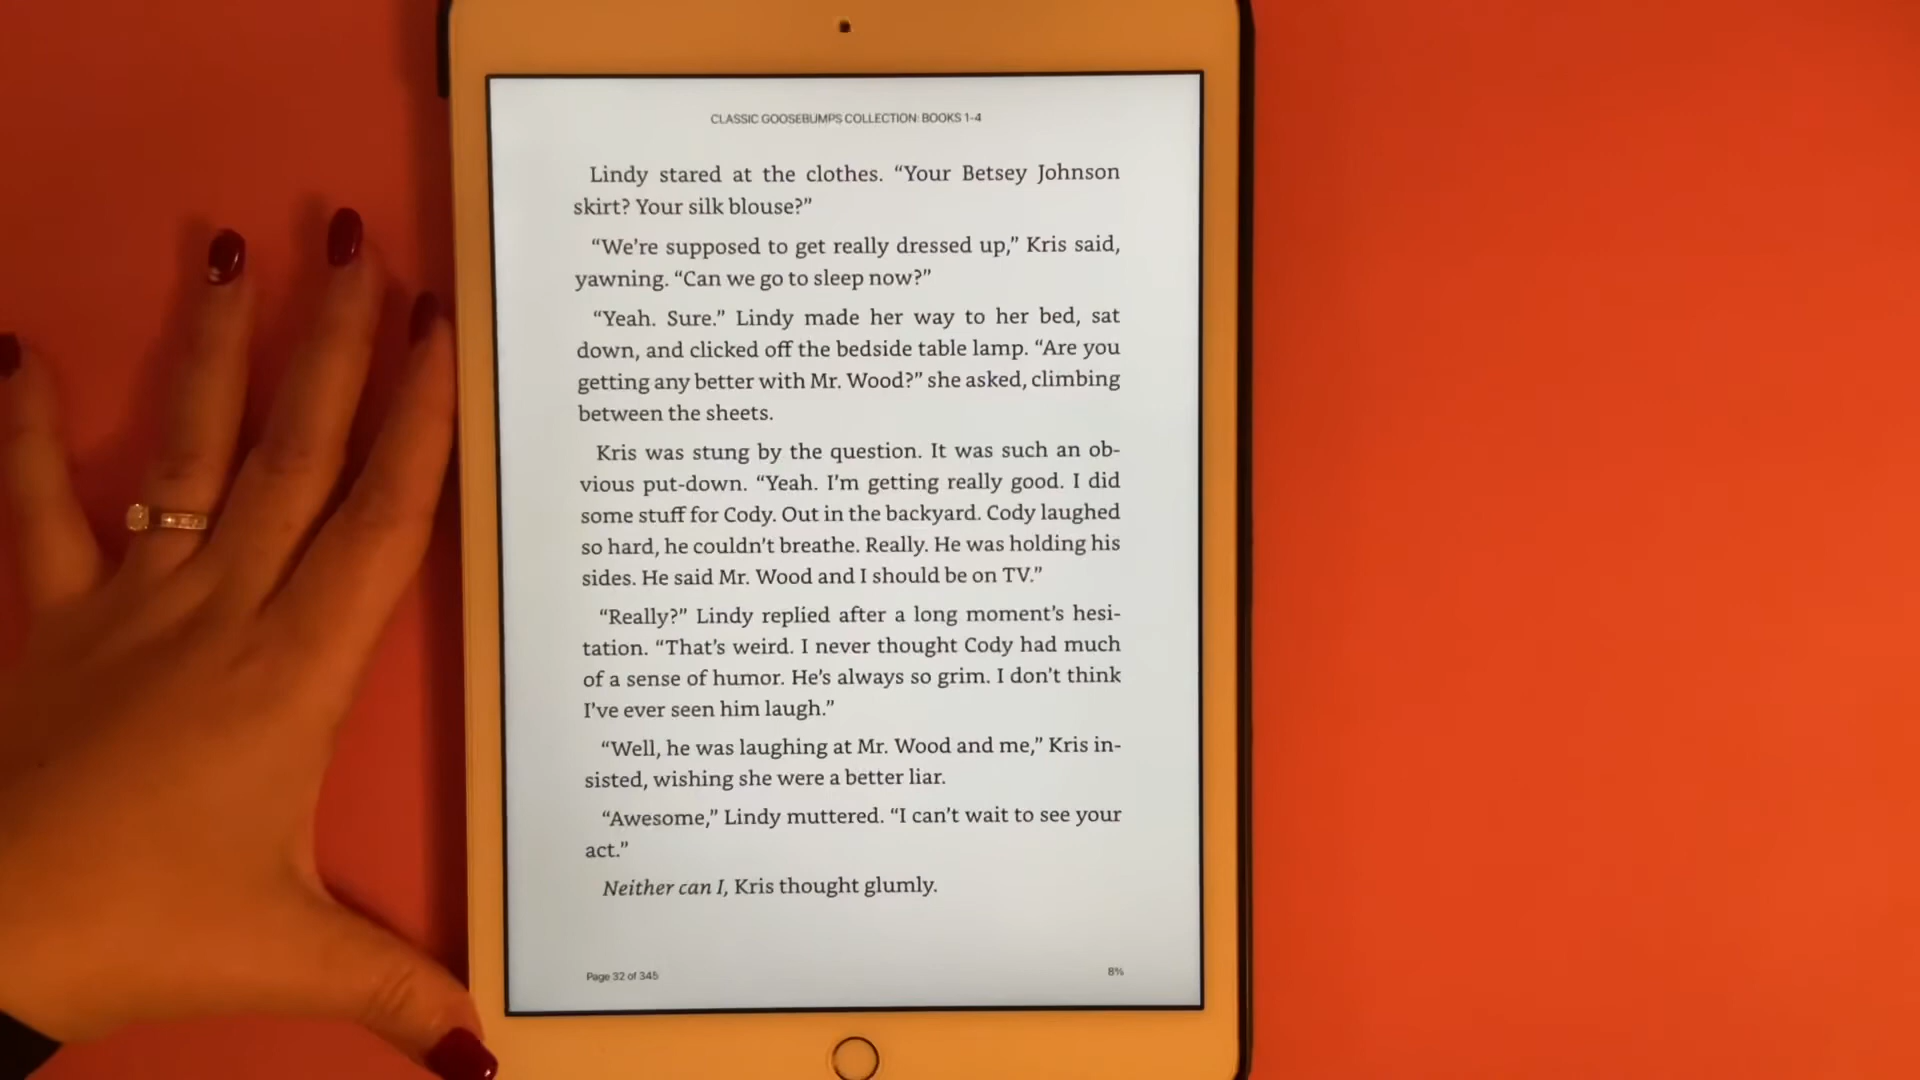 CLASSIC GOOSEBUMPS COLLECTION: BOOKS 1-4
Lindy stared at the clothes. “Your Betsey Johnson
skirt? Your silk blouse?”
“We’re supposed to get really dressed up,” Kris said,
yawning. “Can we go to sleep now?”
“Yeah. Sure.” Lindy made her way to her bed, sat
down, and clicked off the bedside table lamp. “Are you
getting any better with Mr. Wood?” she asked, climbing
between the sheets.
Kris was stung by the question. It was such an ob-
vious put-down. “Yeah. I’m getting really good. I did
some stuff for Cody. Out in the backyard. Cody laughed
so hard, he couldn’t breathe. Really. He was holding his
sides. He said Mr. Wood and I should be on TV.”
“Really?” Lindy replied after a long moment’s hesi-
tation. “That’s weird. I never thought Cody had much
of a sense of humor. He’s always so grim. I don’t think
I’ve ever seen him laugh.”
“Well, he was laughing at Mr. Wood and me,” Kris in-
sisted, wishing she were a better liar.
“Awesome,” Lindy muttered. “I can’t wait to see your
act.”
Neither can I, Kris thought glumly.
Page 32 of 345
8%